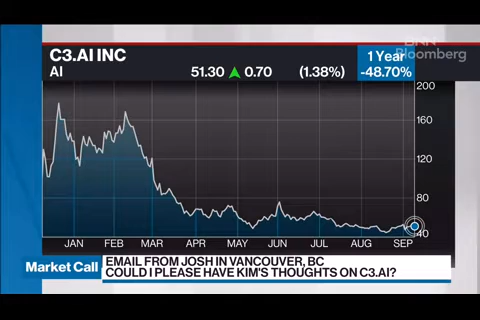 BNN
Bloomberg
C3.AI INC
AI
51.30 ▲ 0.70 (1.38%)
1 Year
-48.70%
200
160
120
80
40
JAN FEB MAR APR MAY JUN JUL AUG SEP
Market Call
EMAIL FROM JOSH IN VANCOUVER, BC
COULD I PLEASE HAVE KIM'S THOUGHTS ON C3.AI?